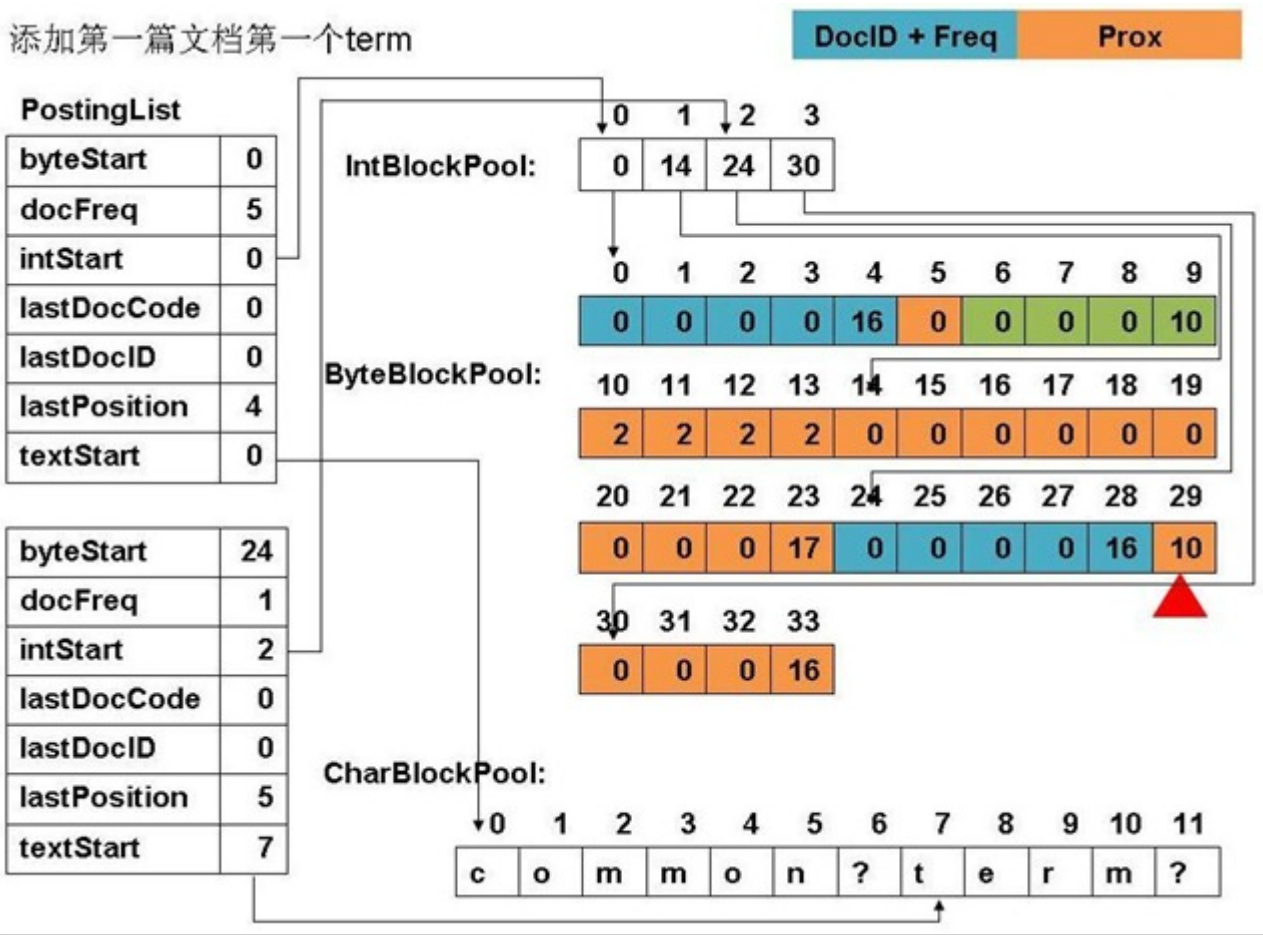 添加第一篇文档第一个term
DocID + Freq Prox
PostingList
byteStart 0
docFreq 5
intStart 0
lastDocCode 0
lastDocID 0
lastPosition 4
textStart 0
byteStart 24
docFreq 1
intStart 2
lastDocCode 0
lastDocID 0
lastPosition 5
textStart 7
0 1 2 3
IntBlockPool: 0 14 24 30
ByteBlockPool:
0 1 2 3 4 5 6 7 8 9
0 0 0 0 16 0 0 0 0 10
10 11 12 13 14 15 16 17 18 19
2 2 2 2 0 0 0 0 0 0
20 21 22 23 24 25 26 27 28 29
0 0 0 17 0 0 0 0 16 10
30 31 32 33
0 0 0 16
CharBlockPool:
0 1 2 3 4 5 6 7 8 9 10 11
c o m m o n ? t e r m ?